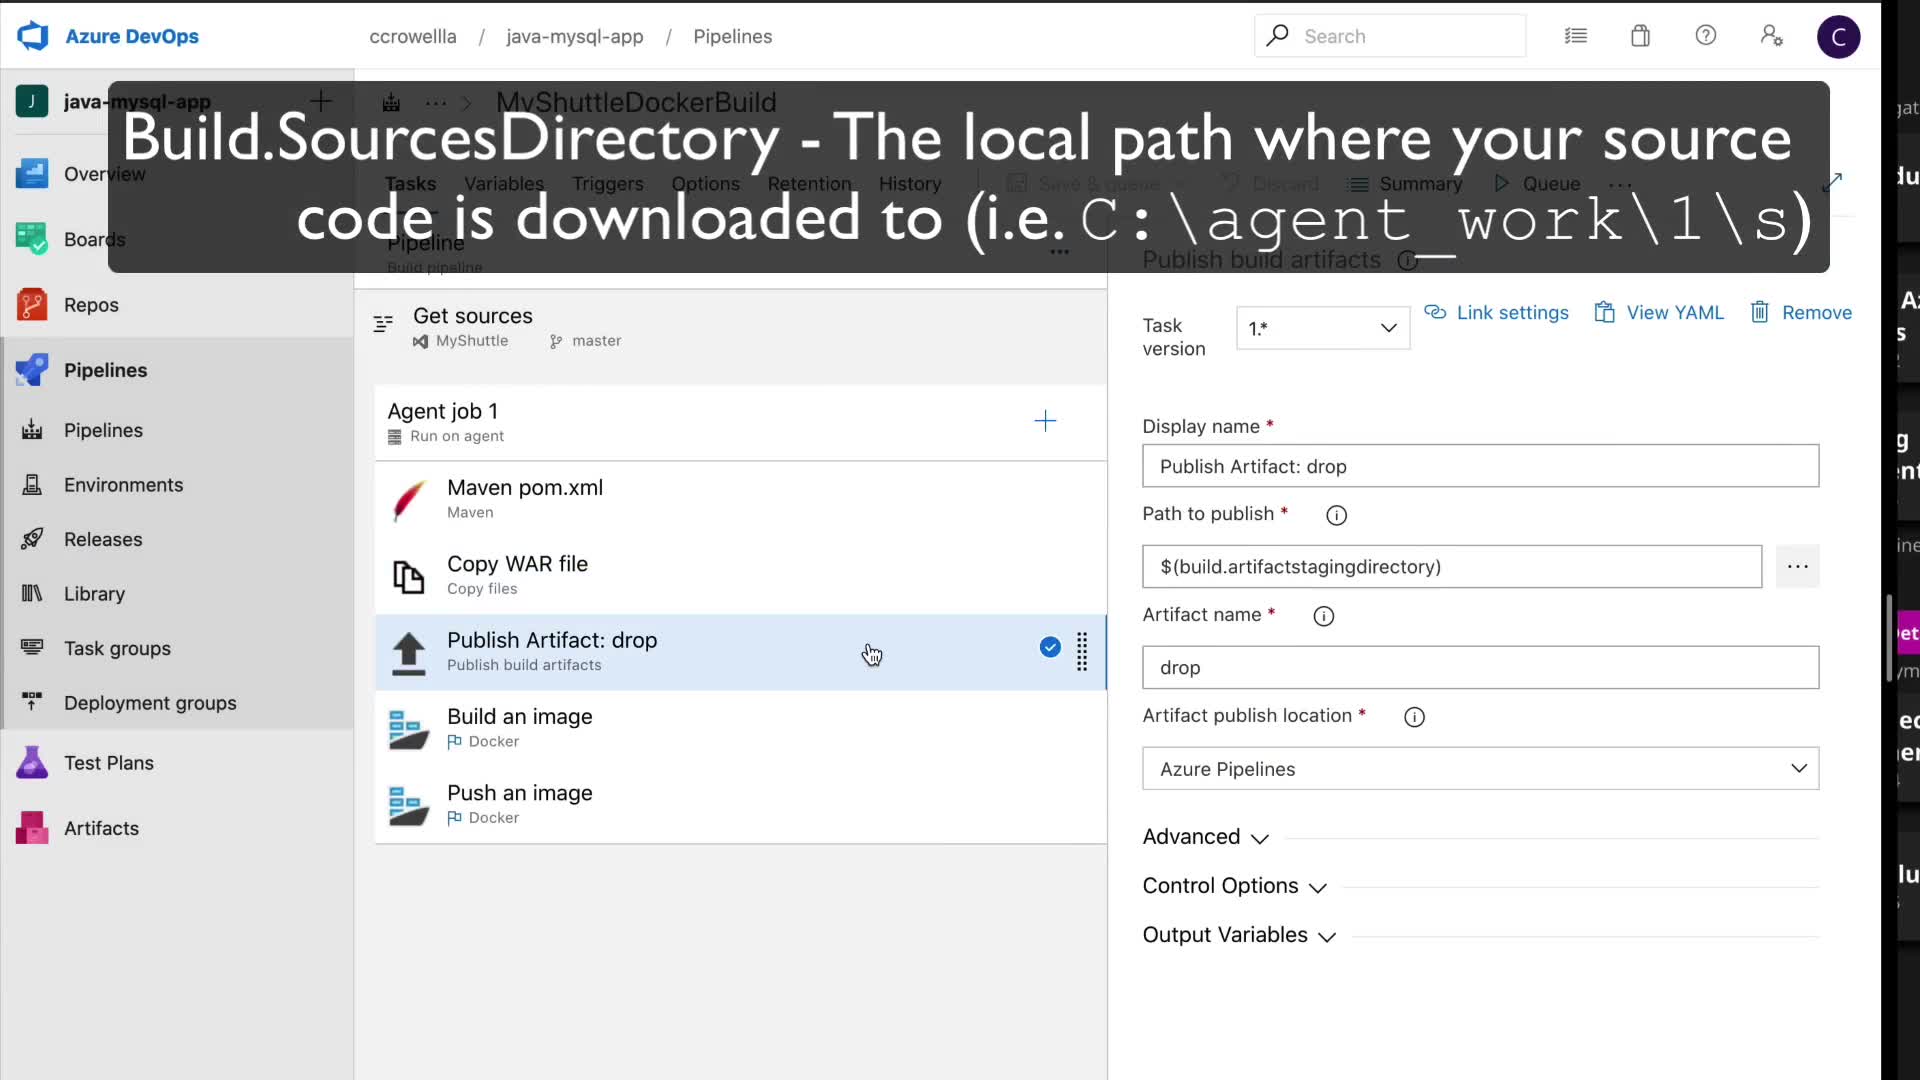 Azure DevOps
ccrowellla / java-mysql-app / Pipelines
Search
C
J java-mysql-app
MyShuttleDockerBuild
Build.SourcesDirectory - The local path where your source
code is downloaded to (i.e. C:\agent_work\1\s)
Tasks Variables Triggers Options Retention History Save & queue Discard Summary Queue ...
Pipeline
Build pipeline
Publish build artifacts
Overview
Boards
Repos
Pipelines
Pipelines
Environments
Releases
Library
Task groups
Deployment groups
Test Plans
Artifacts
Get sources
MyShuttle master
Agent job 1
Run on agent
Maven pom.xml
Maven
Copy WAR file
Copy files
Publish Artifact: drop
Publish build artifacts
Build an image
Docker
Push an image
Docker
Task
version
1.*
Link settings
View YAML
Remove
Display name *
Publish Artifact: drop
Path to publish *
$(build.artifactstagingdirectory)
Artifact name *
drop
Artifact publish location *
Azure Pipelines
Advanced
Control Options
Output Variables